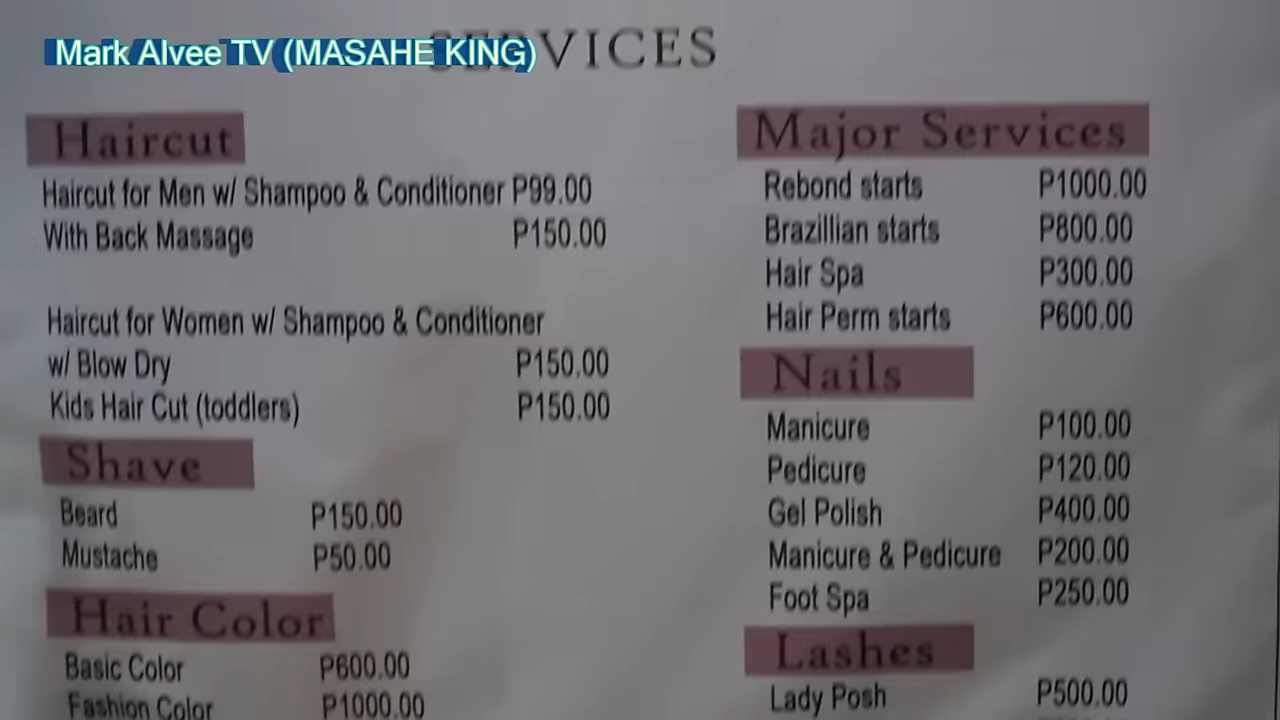 Mark Alvee TV (MASAHE KING)
SERVICES
Haircut
Haircut for Men w/ Shampoo & Conditioner P99.00
With Back Massage P150.00
Haircut for Women w/ Shampoo & Conditioner
w/ Blow Dry P150.00
Kids Hair Cut (toddlers) P150.00
Shave
Beard P150.00
Mustache P50.00
Hair Color
Basic Color P600.00
Fashion Color P1000.00
Major Services
Rebond starts P1000.00
Brazillian starts P800.00
Hair Spa P300.00
Hair Perm starts P600.00
Nails
Manicure P100.00
Pedicure P120.00
Gel Polish P400.00
Manicure & Pedicure P200.00
Foot Spa P250.00
Lashes
Lady Posh P500.00